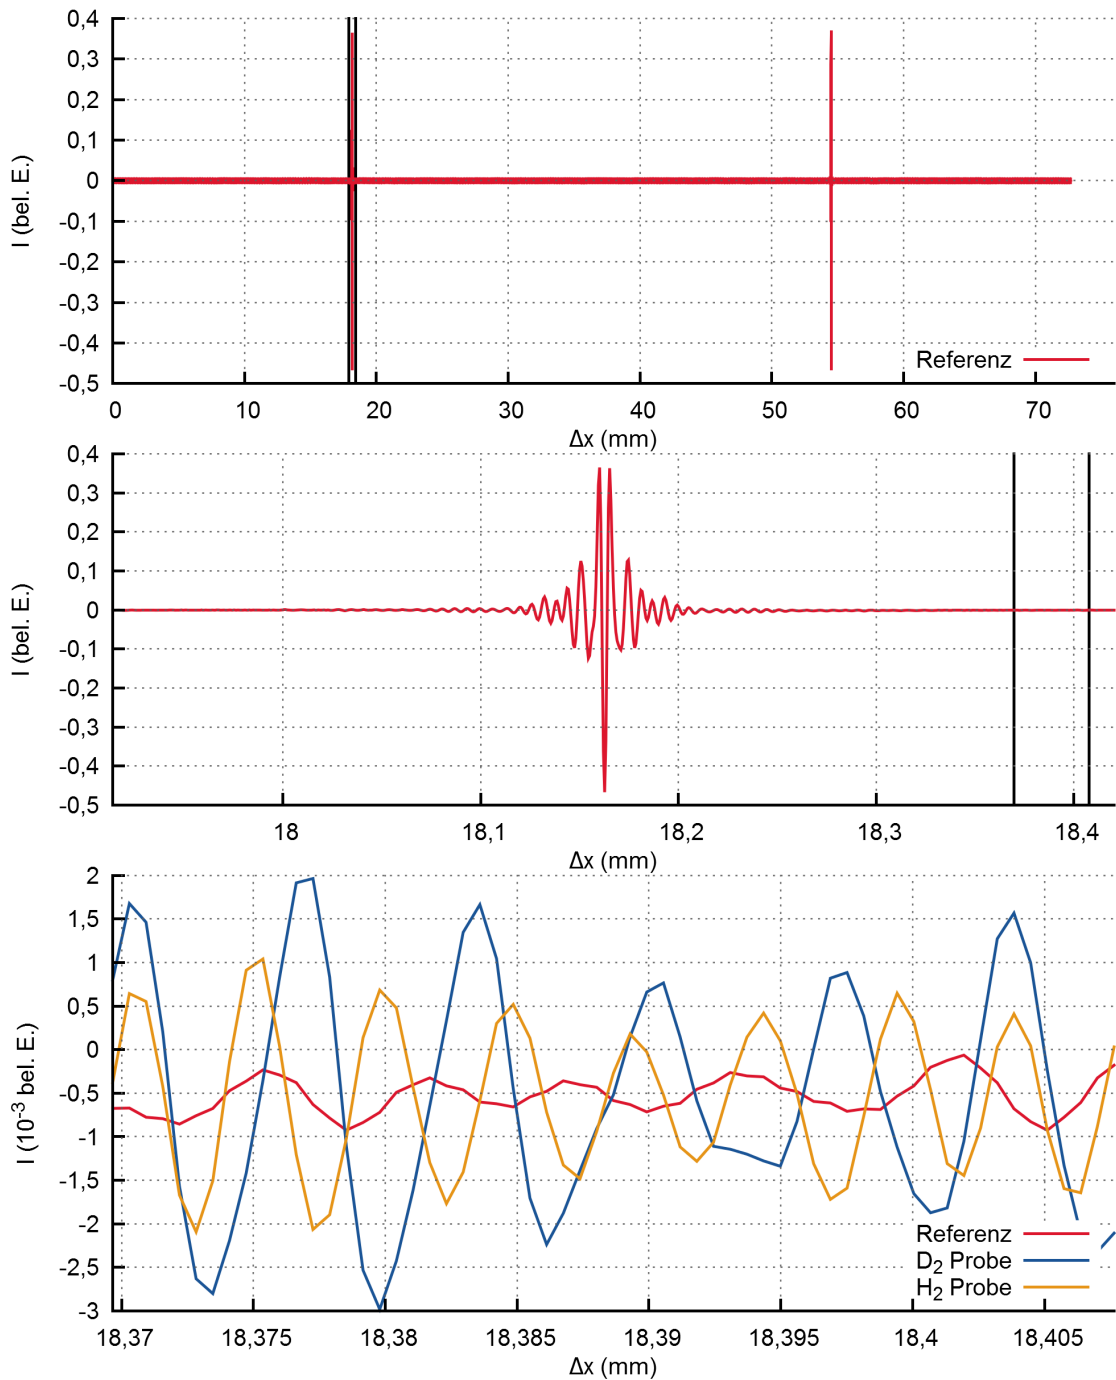 0,4
0,3
0,2
0,1
0
-0,1
-0,2
-0,3
-0,4
-0,5
I (bel. E.)
Referenz
0 10 20 30 40 50 60 70
Δx (mm)
0,4
0,3
0,2
0,1
0
-0,1
-0,2
-0,3
-0,4
-0,5
I (bel. E.)
18 18,1 18,2 18,3 18,4
Δx (mm)
2
1,5
1
0,5
0
-0,5
-1
-1,5
-2
-2,5
-3
I (10⁻³ bel. E.)
Referenz
D₂ Probe
H₂ Probe
18,37 18,375 18,38 18,385 18,39 18,395 18,4 18,405
Δx (mm)